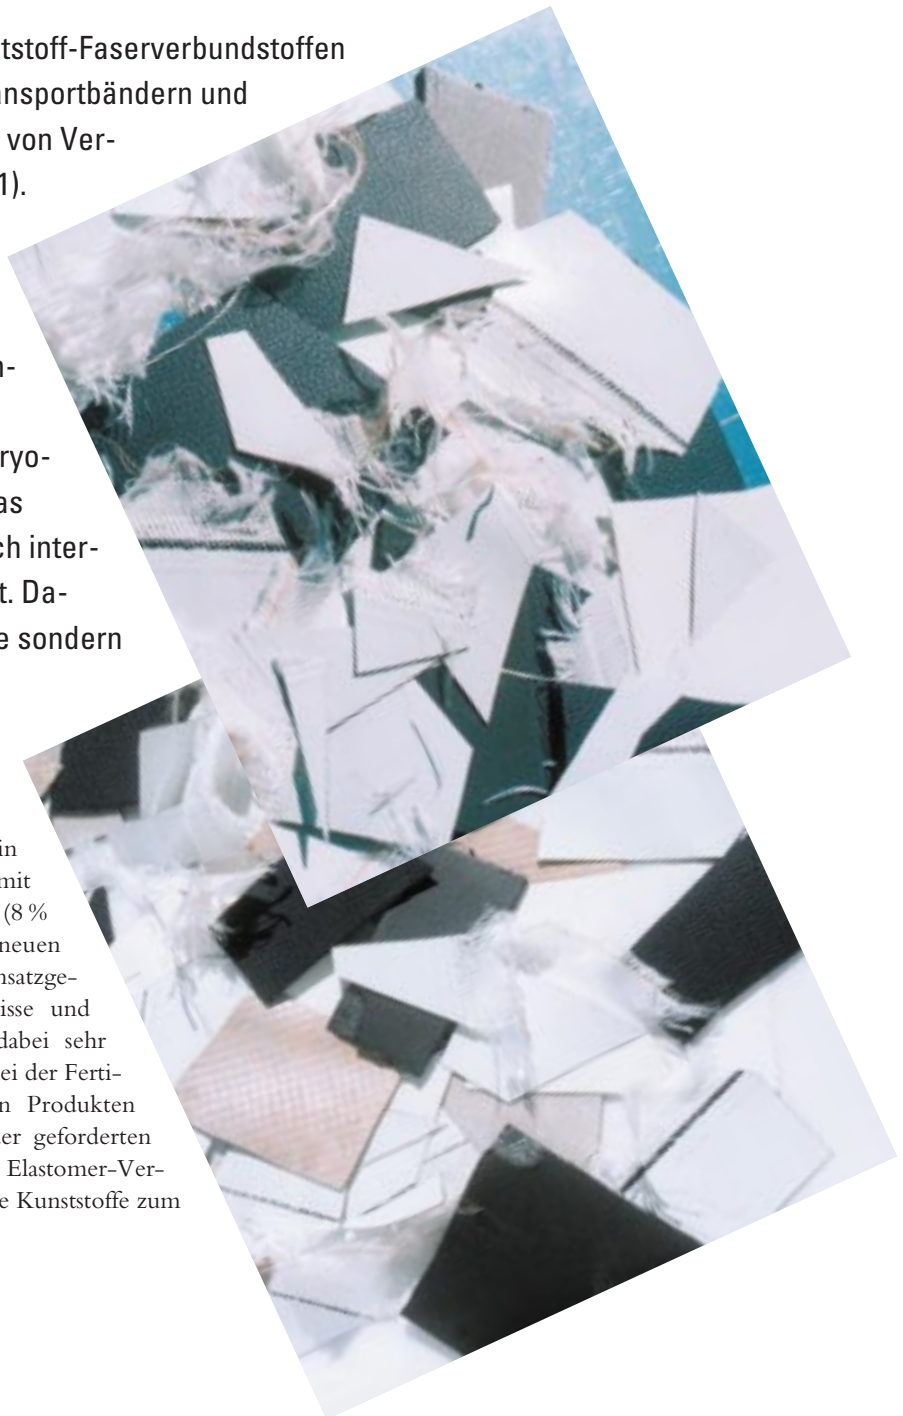 tstoff-Faserverbundstoffen
ansportbändern und
von Ver-
1).
n-
ryo-
as
ch inter-
t. Da-
e sondern
in
mit
(8 %
neuen
nsatzge-
isse und
dabei sehr
ei der Ferti-
n Produkten
er geforderten
Elastomer-Ver-
e Kunststoffe zum